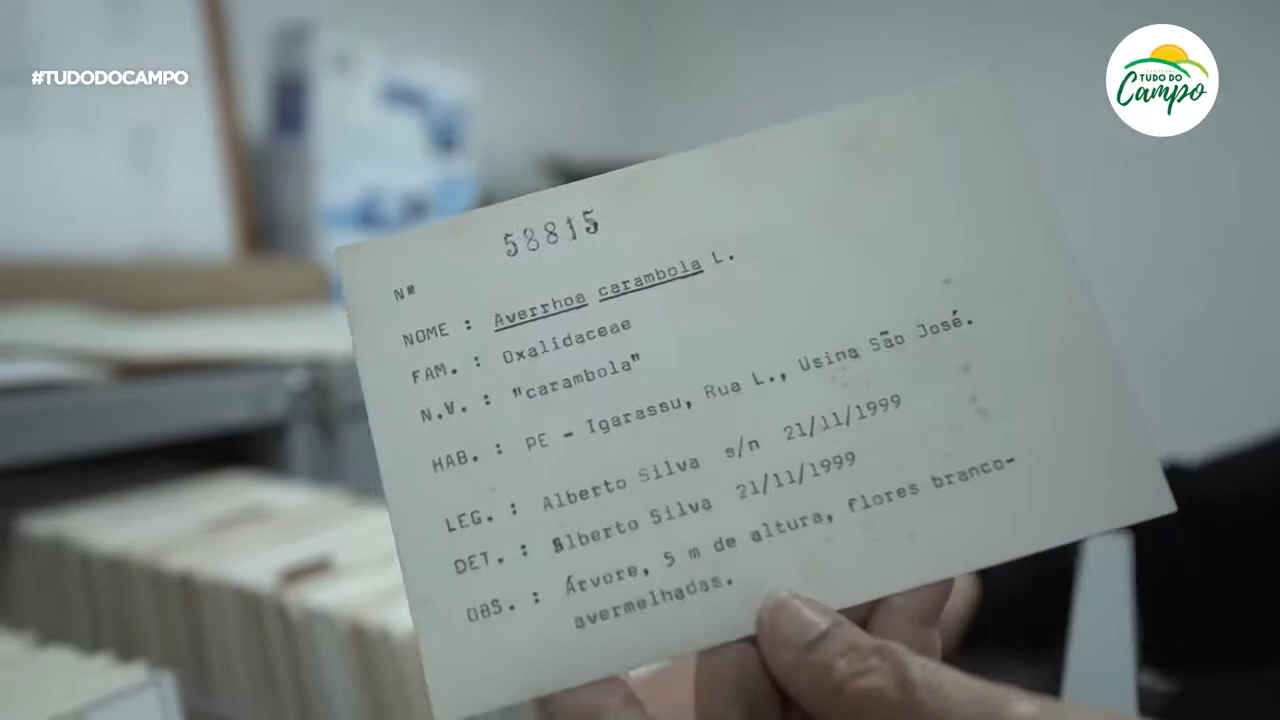 #TUDODOCAMPO
TUDO DO
Campo
58815
Nº
NOME : Averrhoa carambola L.
FAM. : Oxalidaceae
N.V. : "carambola"
HAB. : PE - Igarassu, Rua L., Usina São José.
LEG. : Alberto Silva s/n 21/11/1999
DET. : Alberto Silva 21/11/1999
OBS. : Árvore, 5 m de altura, flores branco-
avermelhadas.